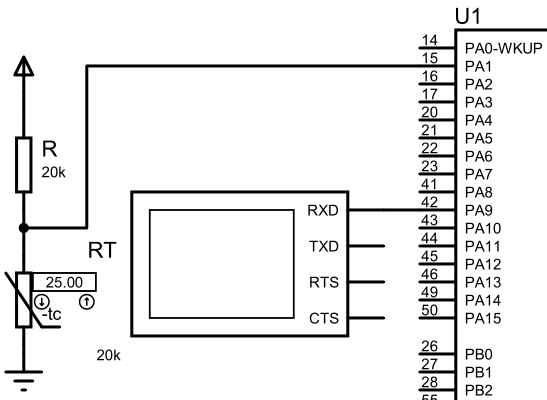 U1
14 PA0-WKUP
15 PA1
16 PA2
17 PA3
20 PA4
21 PA5
22 PA6
23 PA7
41 PA8
42 PA9
43 PA10
44 PA11
45 PA12
46 PA13
49 PA14
50 PA15
26 PB0
27 PB1
28 PB2
55
R
20k
RT
25.00
-tc
20k
RXD
TXD
RTS
CTS